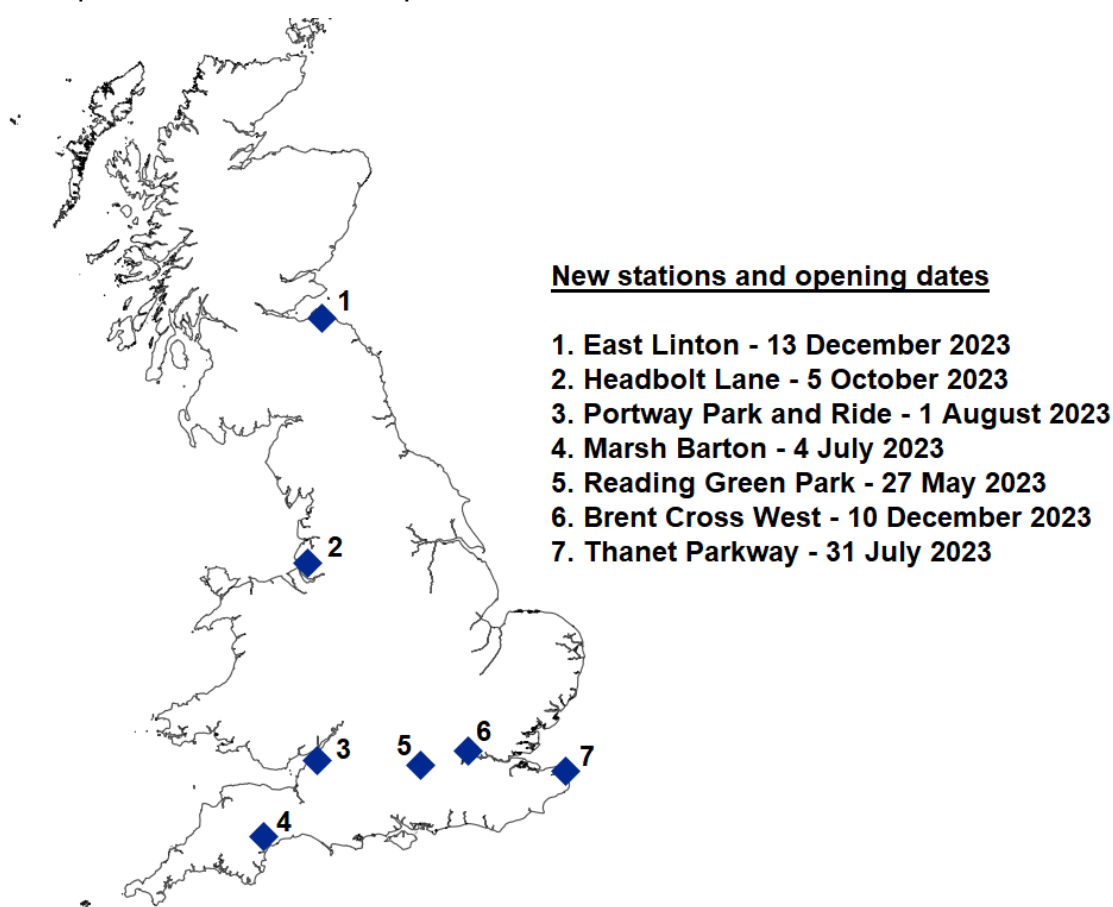 New stations and opening dates
1. East Linton - 13 December 2023
2. Headbolt Lane - 5 October 2023
3. Portway Park and Ride - 1 August 2023
4. Marsh Barton - 4 July 2023
5. Reading Green Park - 27 May 2023
6. Brent Cross West - 10 December 2023
7. Thanet Parkway - 31 July 2023
1
2
3
5
6
7
4